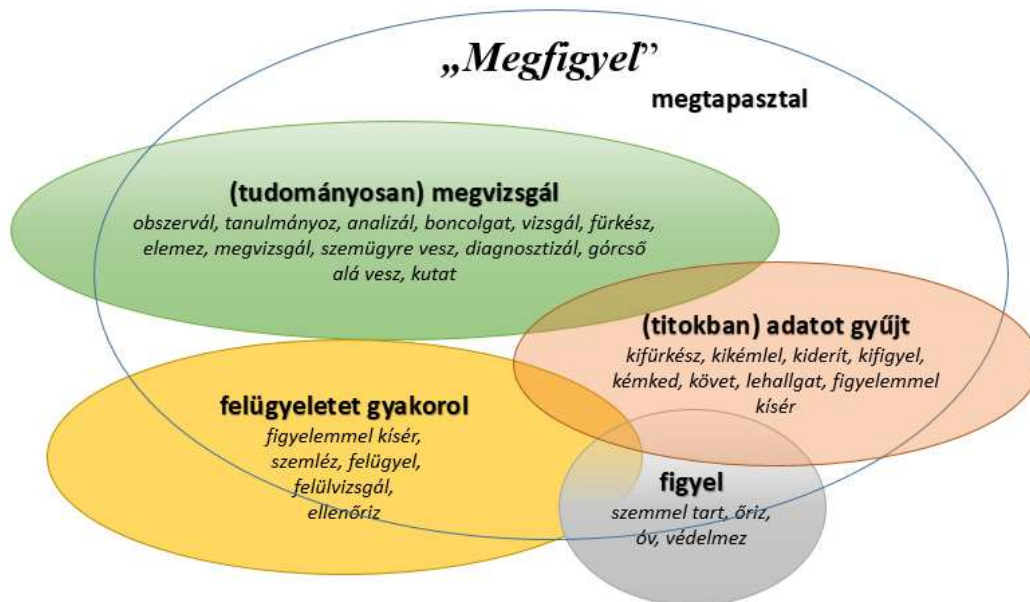 „Megfigyel”
megtapasztal
(tudományosan) megvizsgál
obszervál, tanulmányoz, analizál, boncolgat, vizsgál, fürkész,
elemez, megvizsgál, szemügyre vesz, diagnosztizál, górcső
alá vesz, kutat
(titokban) adatot gyűjt
kifürkész, kikémlel, kiderít, kifigyel,
kémked, követ, lehallgat, figyelemmel
kísér
felügyeletet gyakorol
figyelemmel kísér,
szemléz, felügyel,
felülvizsgál,
ellenőriz
figyel
szemmel tart, őriz,
óv, védelmez